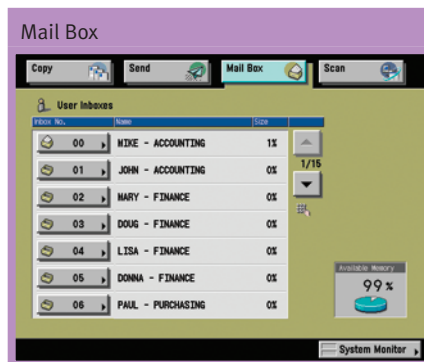 Mail Box
Copy Send Mail Box Scan
User Inboxes
Inbox No. Name Size
00 MIKE - ACCOUNTING 1%
01 JOHN - ACCOUNTING 0%
1/15
02 MARY - FINANCE 0%
03 DOUG - FINANCE 0%
04 LISA - FINANCE 0%
05 DONNA - FINANCE 0%
Available Memory
99 %
06 PAUL - PURCHASING 0%
System Monitor